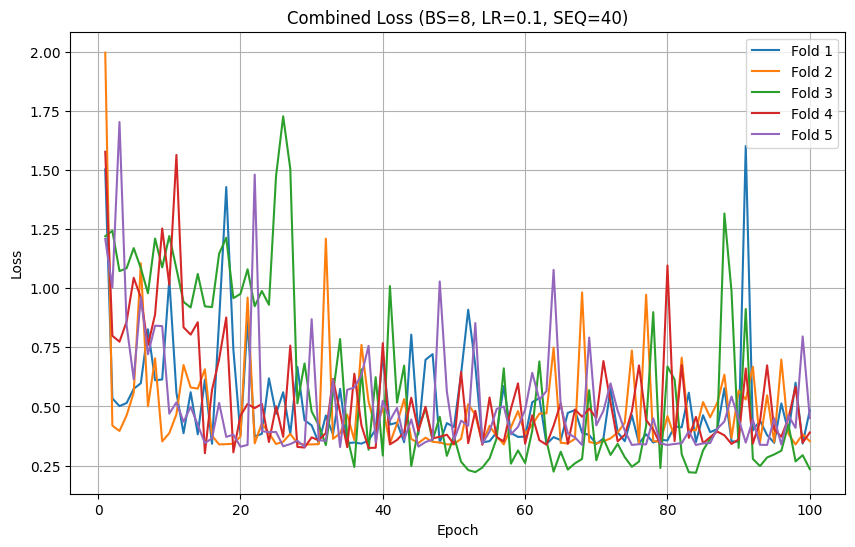 Combined Loss (BS=8, LR=0.1, SEQ=40)
Fold 1
Fold 2
Fold 3
Fold 4
Fold 5
2.00
1.75
1.50
1.25
1.00
0.75
0.50
0.25
Loss
0 20 40 60 80 100
Epoch